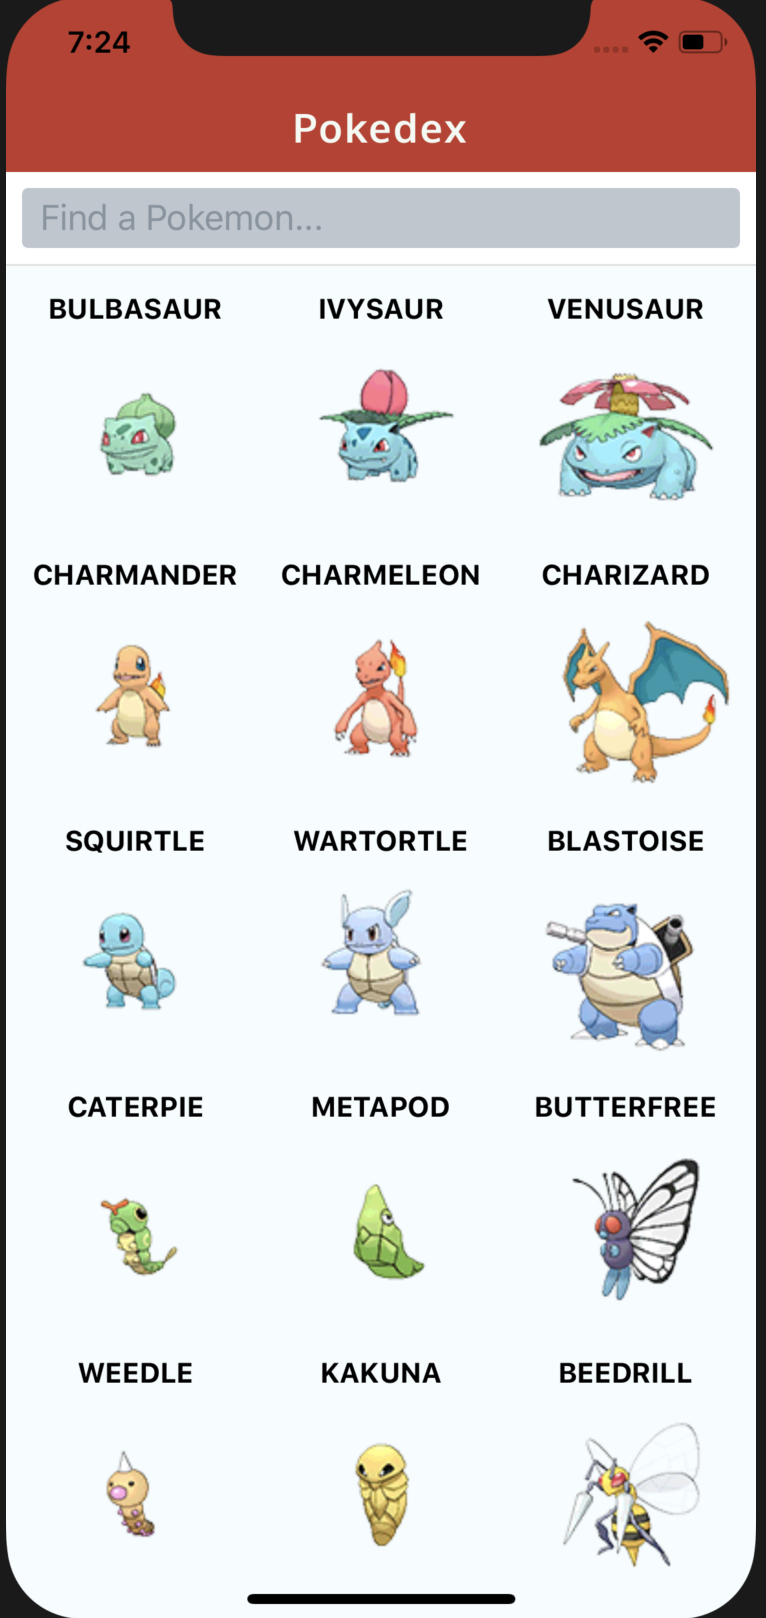 7:24
Pokedex
Find a Pokemon...
BULBASAUR IVYSAUR VENUSAUR
CHARMANDER CHARMELEON CHARIZARD
SQUIRTLE WARTORTLE BLASTOISE
CATERPIE METAPOD BUTTERFREE
WEEDLE KAKUNA BEEDRILL